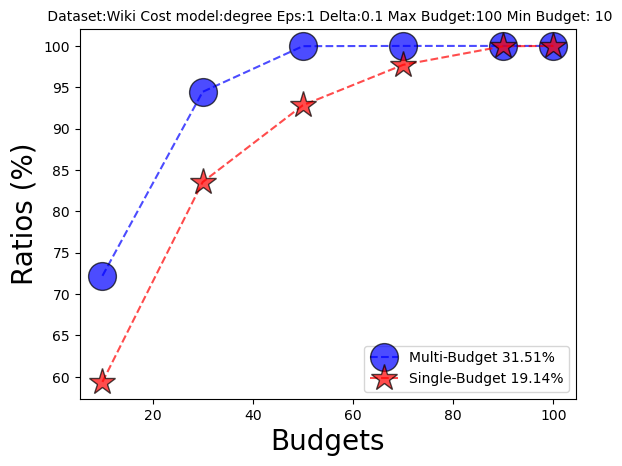 Dataset:Wiki Cost model:degree Eps:1 Delta:0.1 Max Budget:100 Min Budget: 10
Ratios (%)
100
95
90
85
80
75
70
65
60
Multi-Budget 31.51%
Single-Budget 19.14%
20
40
60
80
100
Budgets